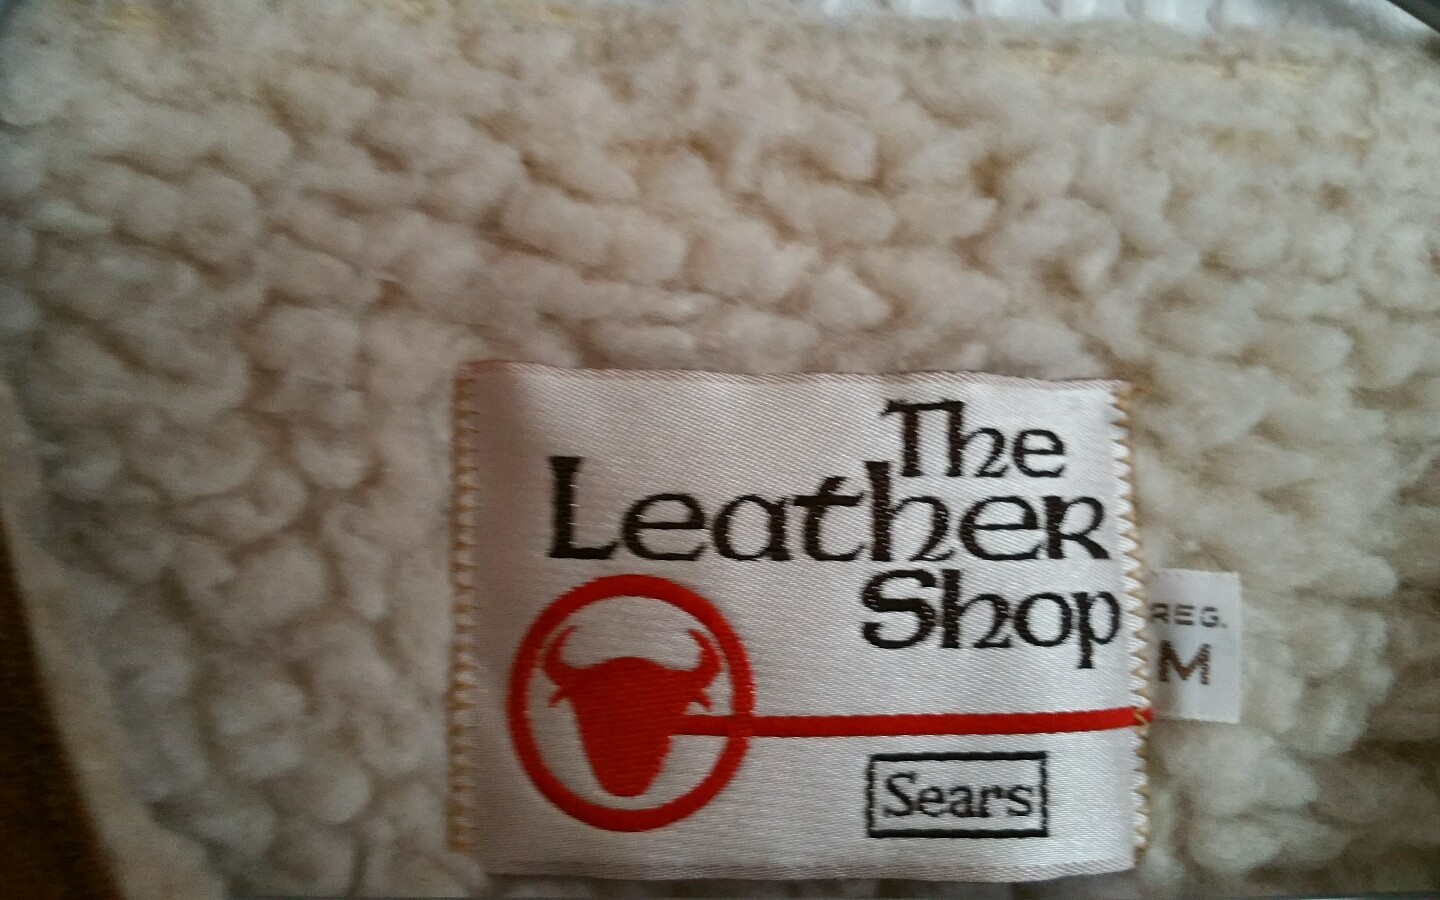 The
Leather
Shop
Sears
REG.
M